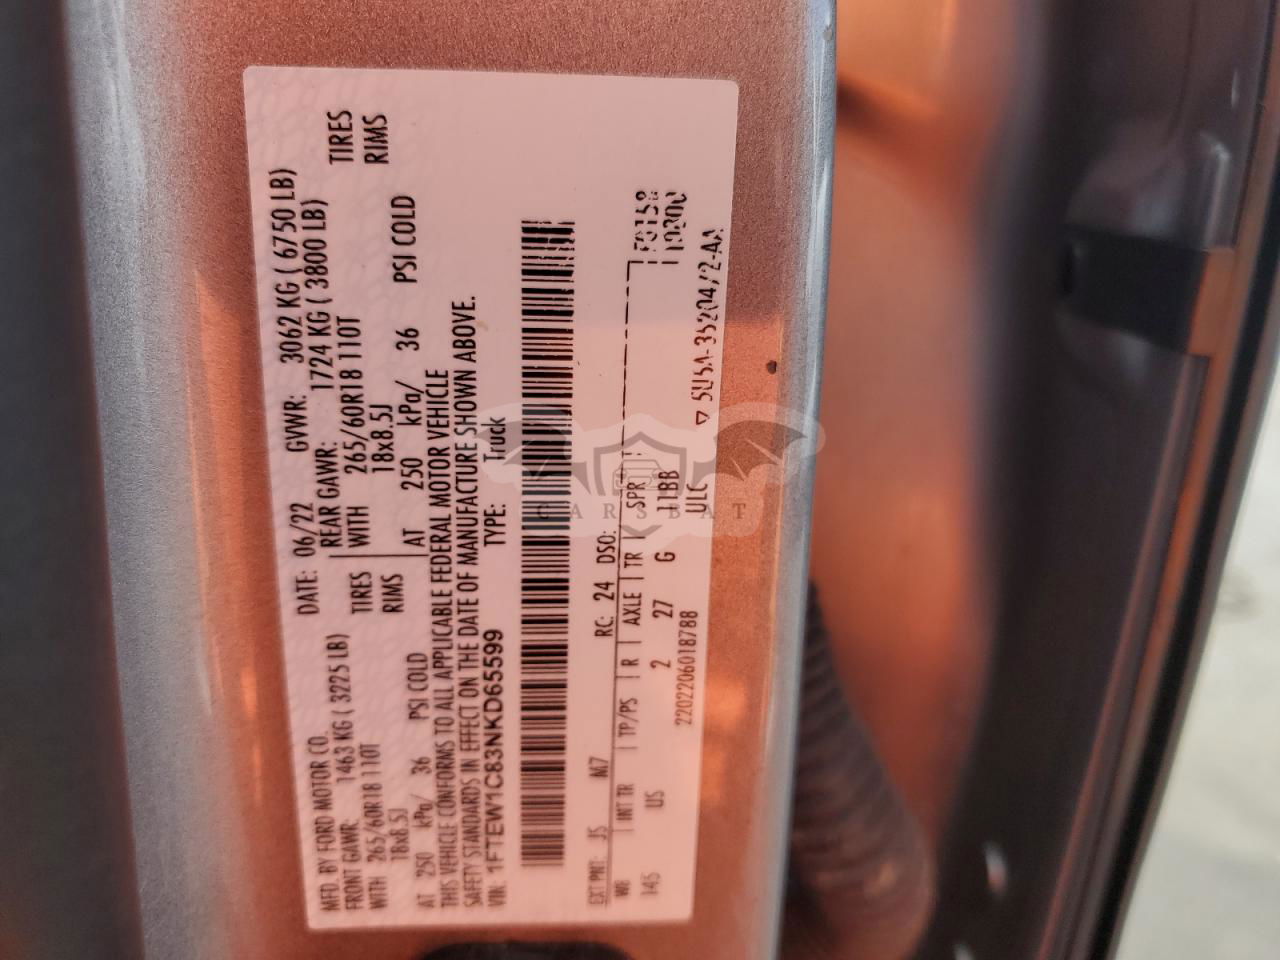 MFD. BY FORD MOTOR CO.
DATE: 06/22 GVWR: 3062 KG ( 6750 LB)
FRONT GAWR: 1463 KG ( 3225 LB) REAR GAWR: 1724 KG ( 3800 LB)
WITH 265/60R18 110T TIRES WITH 265/60R18 110T TIRES
18x8.5J RIMS 18x8.5J RIMS
AT 250 kPa/ 36 PSI COLD AT 250 kPa/ 36 PSI COLD
THIS VEHICLE CONFORMS TO ALL APPLICABLE FEDERAL MOTOR VEHICLE
SAFETY STANDARDS IN EFFECT ON THE DATE OF MANUFACTURE SHOWN ABOVE.
VIN: 1FTEW1C83NKD65599 TYPE: Truck
EXT PNT: JS M7 RC: 24 DSO:
WB INT TR TP/PS R AXLE TR SPR
145 US 2 27 G 11BB
2202206018788 ULC
CARSBAT